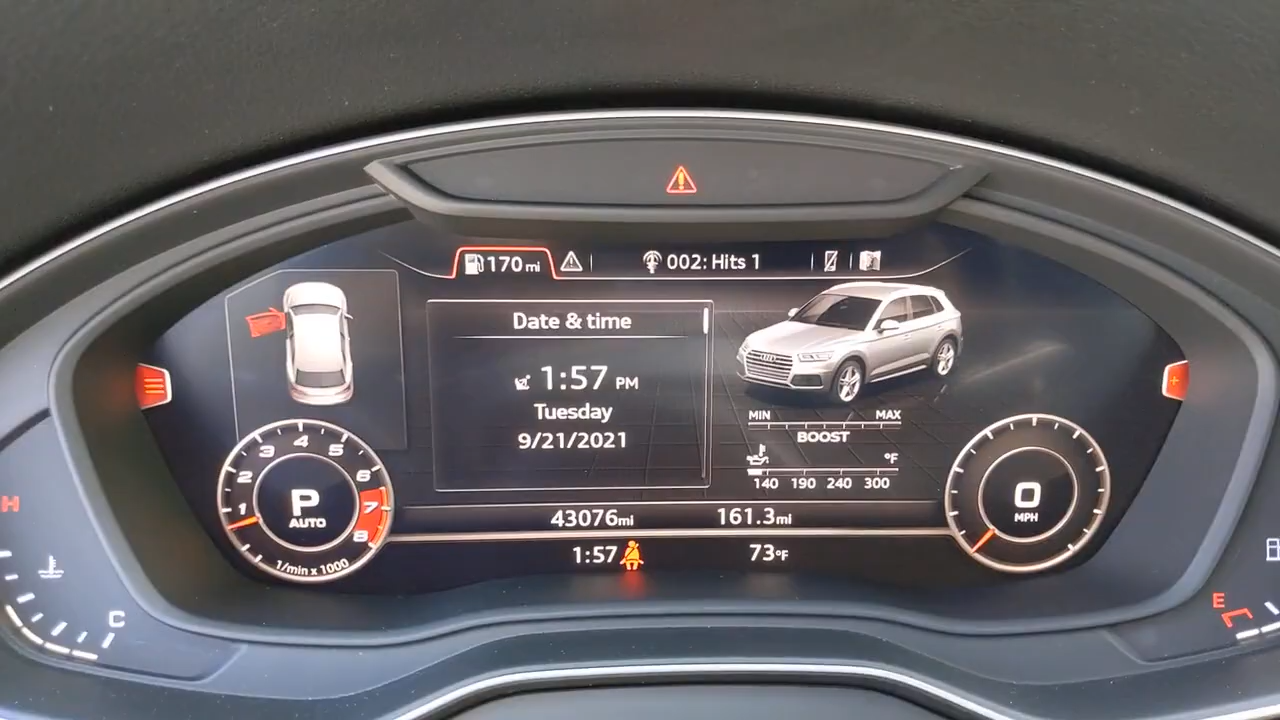 170 mi
002: Hits 1
Date & time
1:57 PM
Tuesday
9/21/2021
MIN MAX
BOOST
°F
140 190 240 300
1 2 3 4 5 6 7 8
P
AUTO
1/min x 1000
0
MPH
43076mi 161.3mi
1:57 73°F
H
C
E